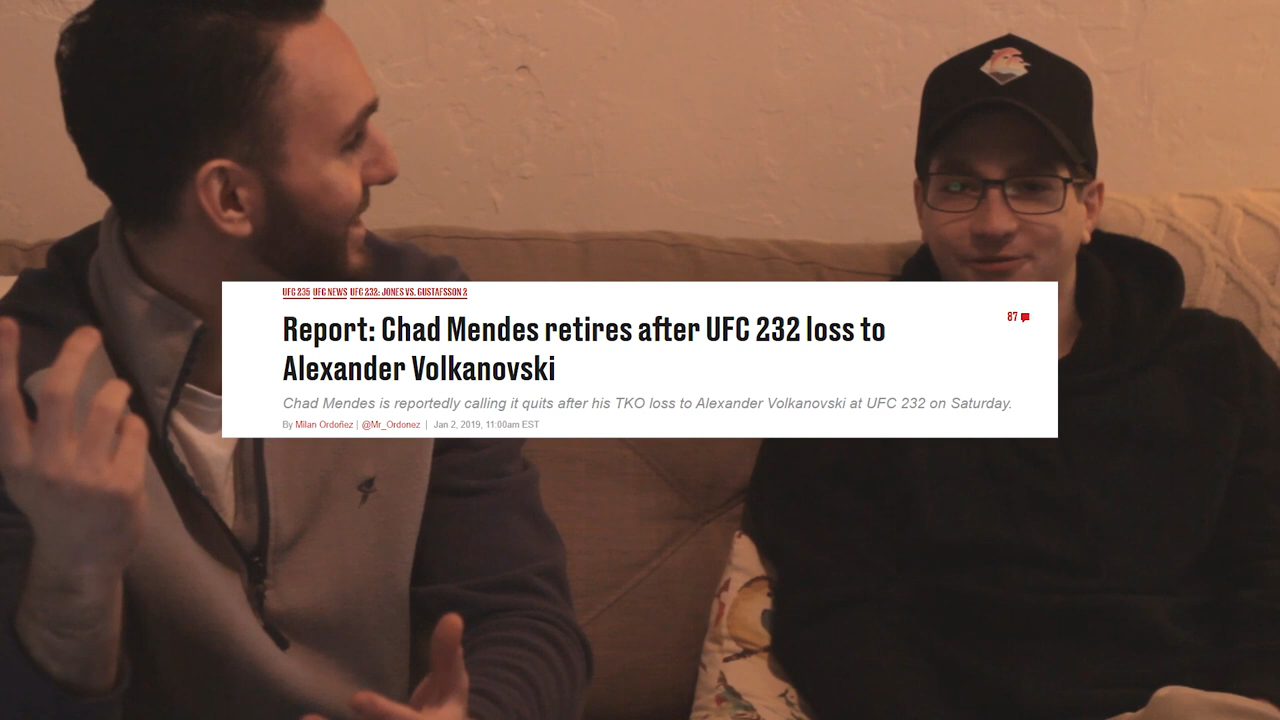 UFC 235 UFC NEWS UFC 232: JONES VS. GUSTAFSSON 2
87
Report: Chad Mendes retires after UFC 232 loss to
Alexander Volkanovski
Chad Mendes is reportedly calling it quits after his TKO loss to Alexander Volkanovski at UFC 232 on Saturday.
By Milan Ordoñez | @Mr_Ordonez | Jan 2, 2019, 11:00am EST